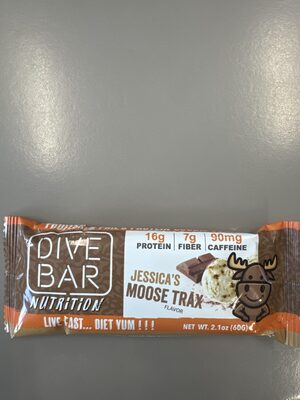 DIVE
BAR
NUTRITION
16g
PROTEIN
7g
FIBER
90mg
CAFFEINE
JESSICA'S
MOOSE TRAX
FLAVOR
LIVE FAST... DIET YUM ! ! !
NET WT. 2.1oz (60G)